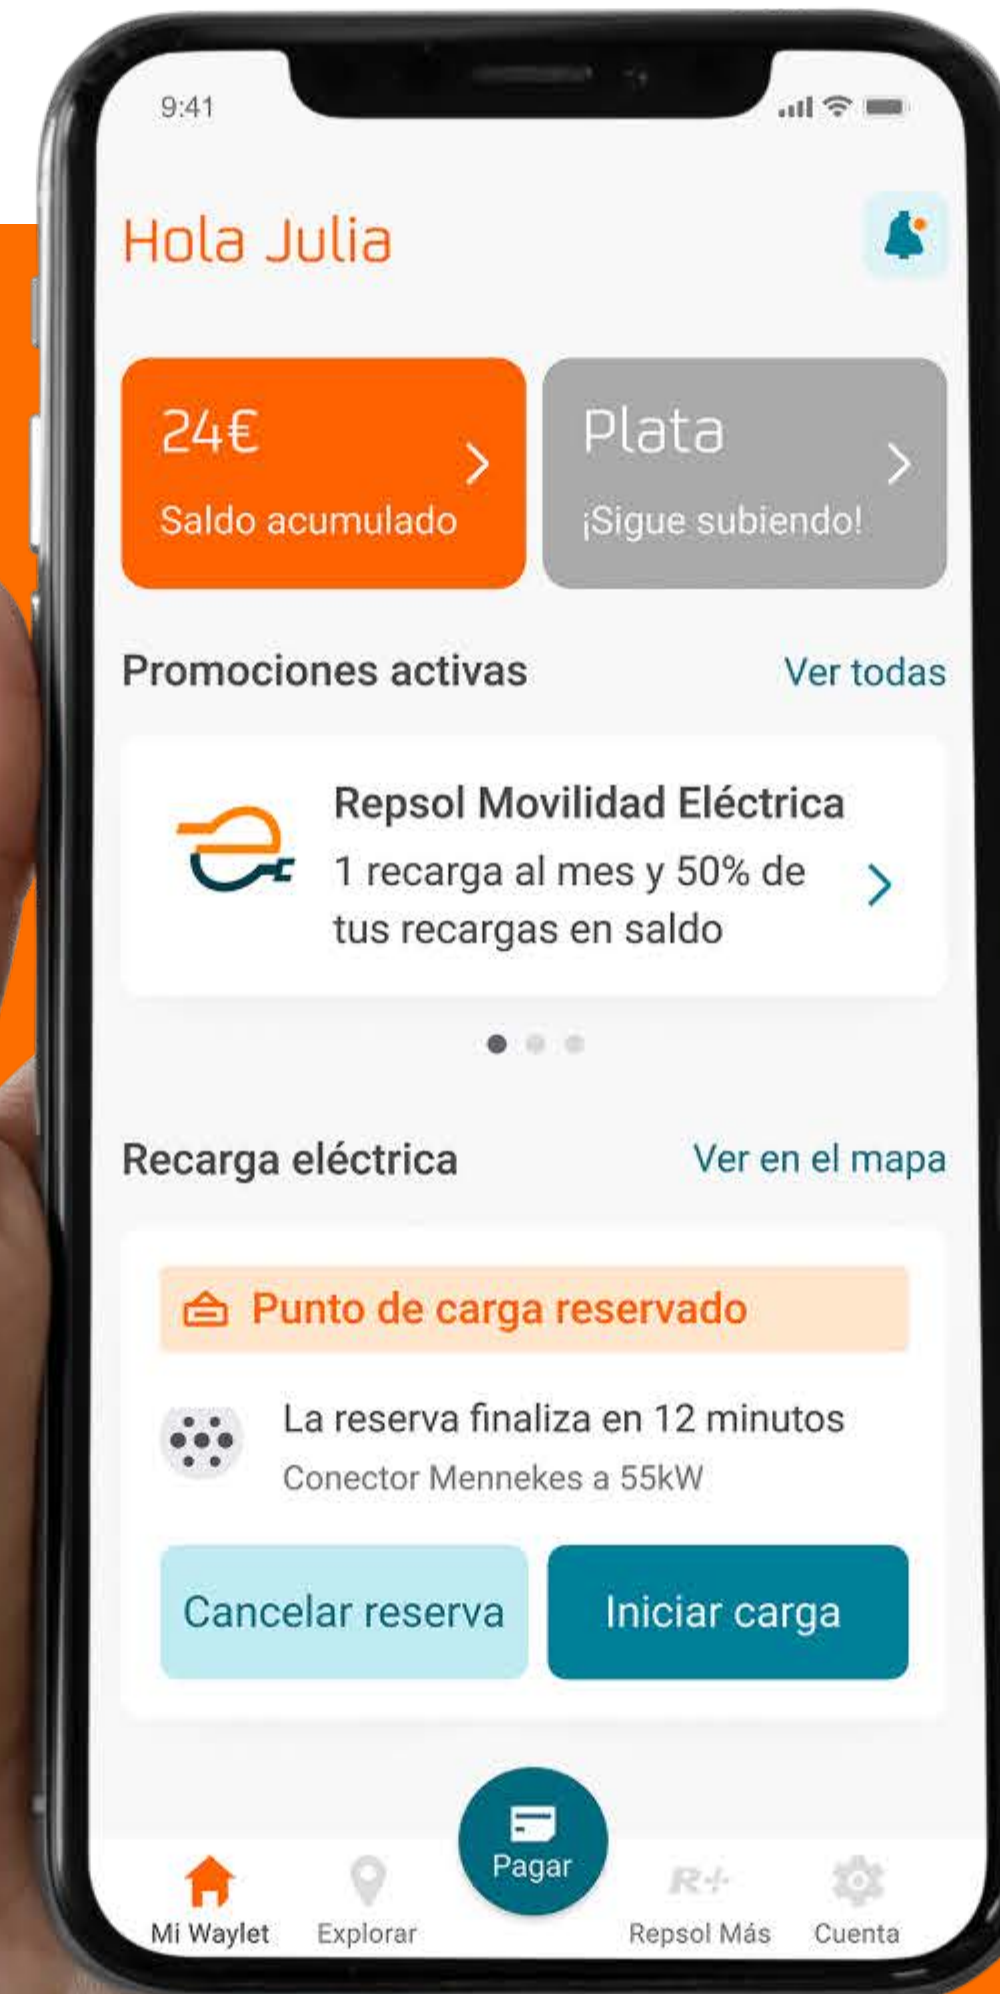 9:41
Hola Julia
24€
Saldo acumulado
Plata
¡Sigue subiendo!
Promociones activas
Ver todas
Repsol Movilidad Eléctrica
1 recarga al mes y 50% de
tus recargas en saldo
Recarga eléctrica
Ver en el mapa
Punto de carga reservado
La reserva finaliza en 12 minutos
Conector Mennekes a 55kW
Cancelar reserva
Iniciar carga
Mi Waylet
Explorar
Pagar
R+
Repsol Más
Cuenta